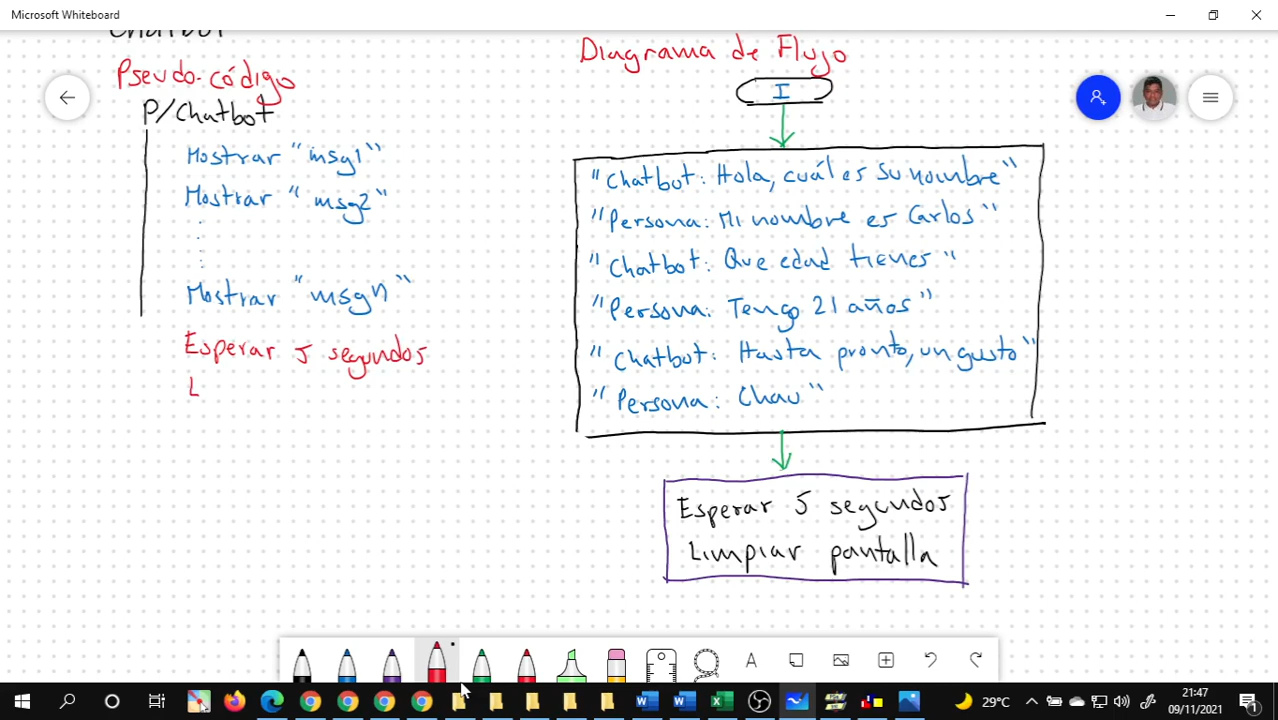 Microsoft Whiteboard
Chatbot
Pseudo-código
P/Chatbot
Mostrar "msg1"
Mostrar "msg2"
Mostrar "msgn"
Esperar 5 segundos
L
Diagrama de Flujo
I
"Chatbot: Hola, cuál es su nombre"
"Persona: Mi nombre es Carlos"
"Chatbot: Que edad tienes"
"Persona: Tengo 21 años"
"Chatbot: Hasta pronto, un gusto"
"Persona: Chau"
Esperar 5 segundos
Limpiar pantalla
29°C
21:47
09/11/2021
1